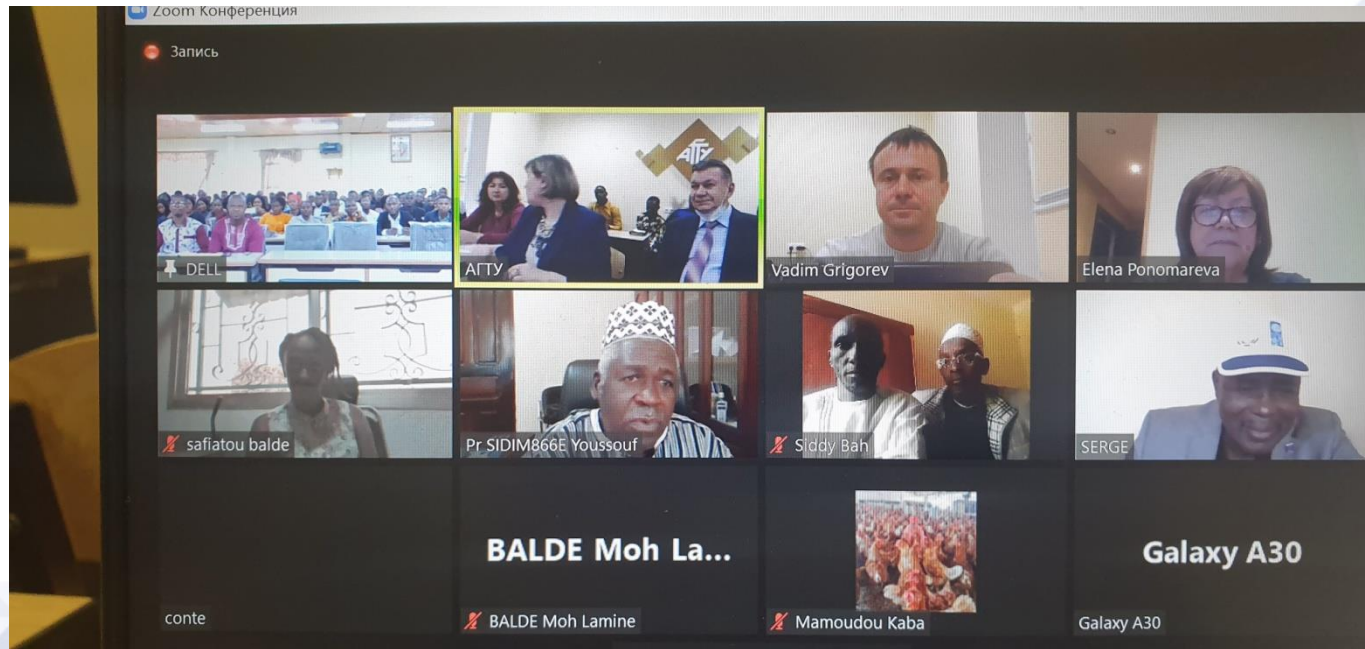 Zoom Конференция
Запись
АГТУ
DELL
АГТУ
Vadim Grigorev
Elena Ponomareva
safiatou balde
Pr SIDIM866E Youssouf
Siddy Bah
SERGE
BALDE Moh La...
Galaxy A30
conte
BALDE Moh Lamine
Mamoudou Kaba
Galaxy A30